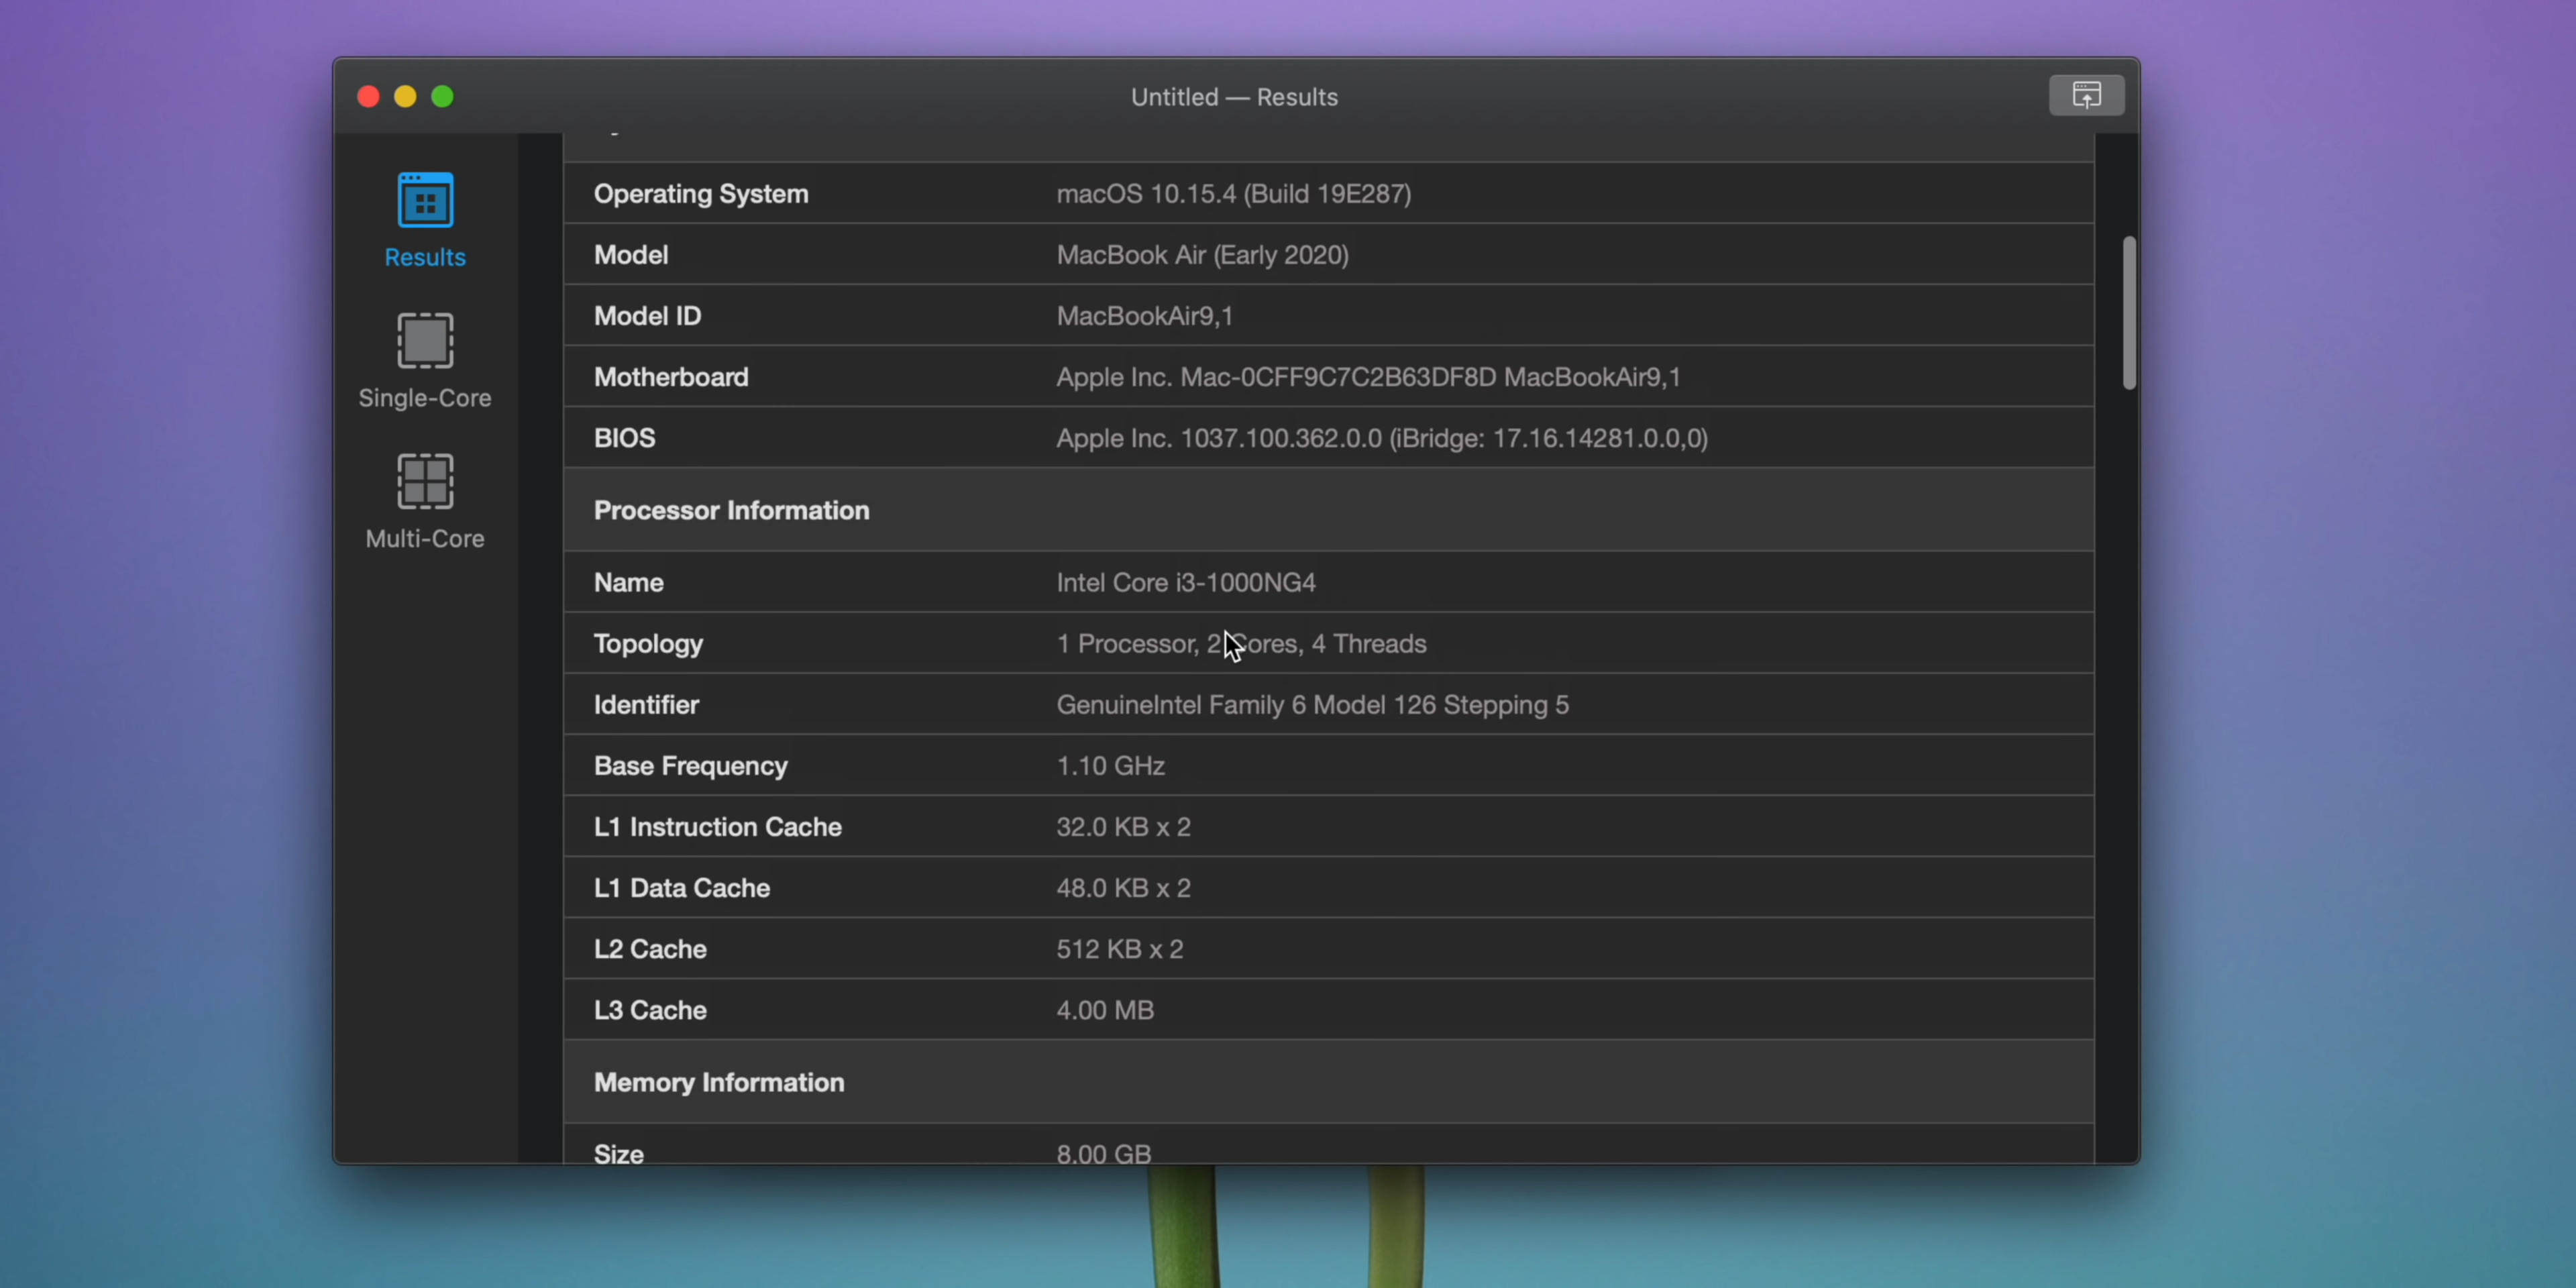 Untitled — Results
Results
Single-Core
Multi-Core
Operating System macOS 10.15.4 (Build 19E287)
Model MacBook Air (Early 2020)
Model ID MacBookAir9,1
Motherboard Apple Inc. Mac-0CFF9C7C2B63DF8D MacBookAir9,1
BIOS Apple Inc. 1037.100.362.0.0 (iBridge: 17.16.14281.0.0,0)
Processor Information
Name Intel Core i3-1000NG4
Topology 1 Processor, 2 Cores, 4 Threads
Identifier GenuineIntel Family 6 Model 126 Stepping 5
Base Frequency 1.10 GHz
L1 Instruction Cache 32.0 KB x 2
L1 Data Cache 48.0 KB x 2
L2 Cache 512 KB x 2
L3 Cache 4.00 MB
Memory Information
Size 8.00 GB